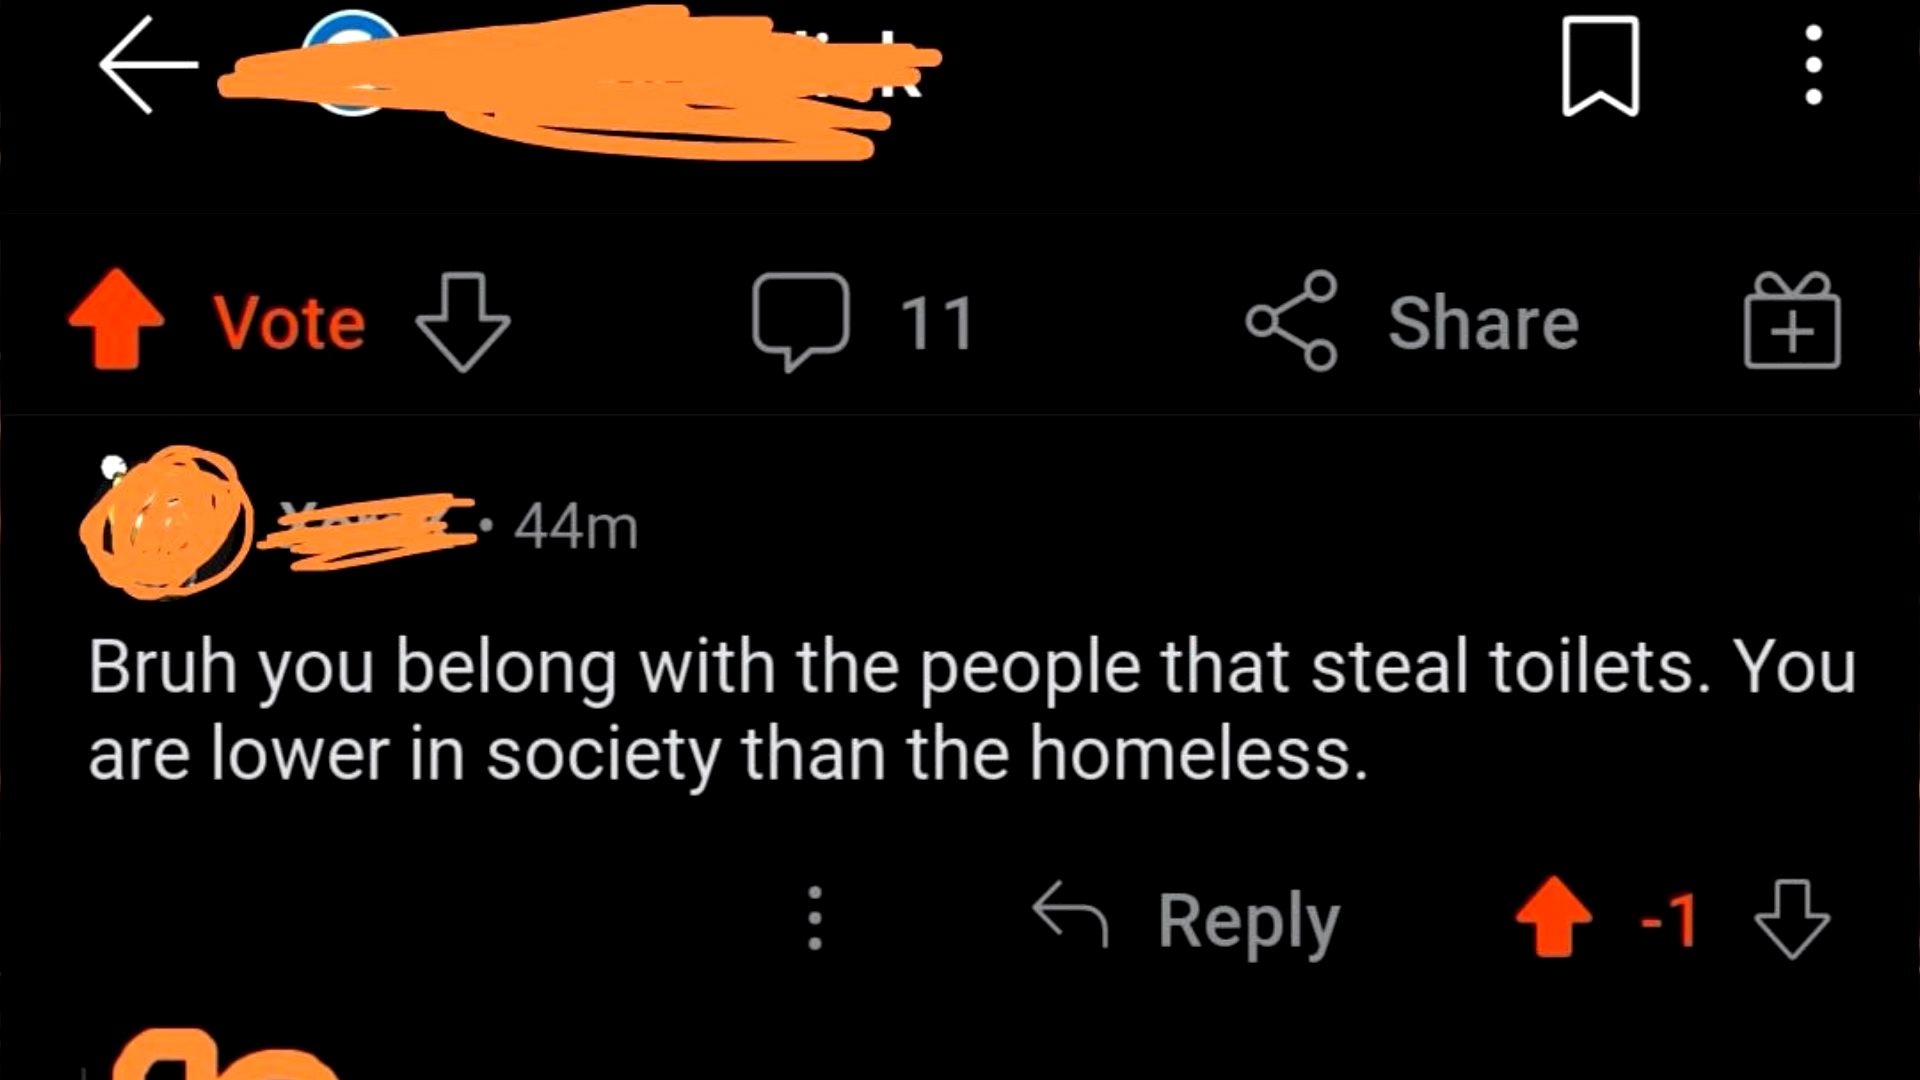 Vote 11 Share
44m
Bruh you belong with the people that steal toilets. You
are lower in society than the homeless.
Reply -1